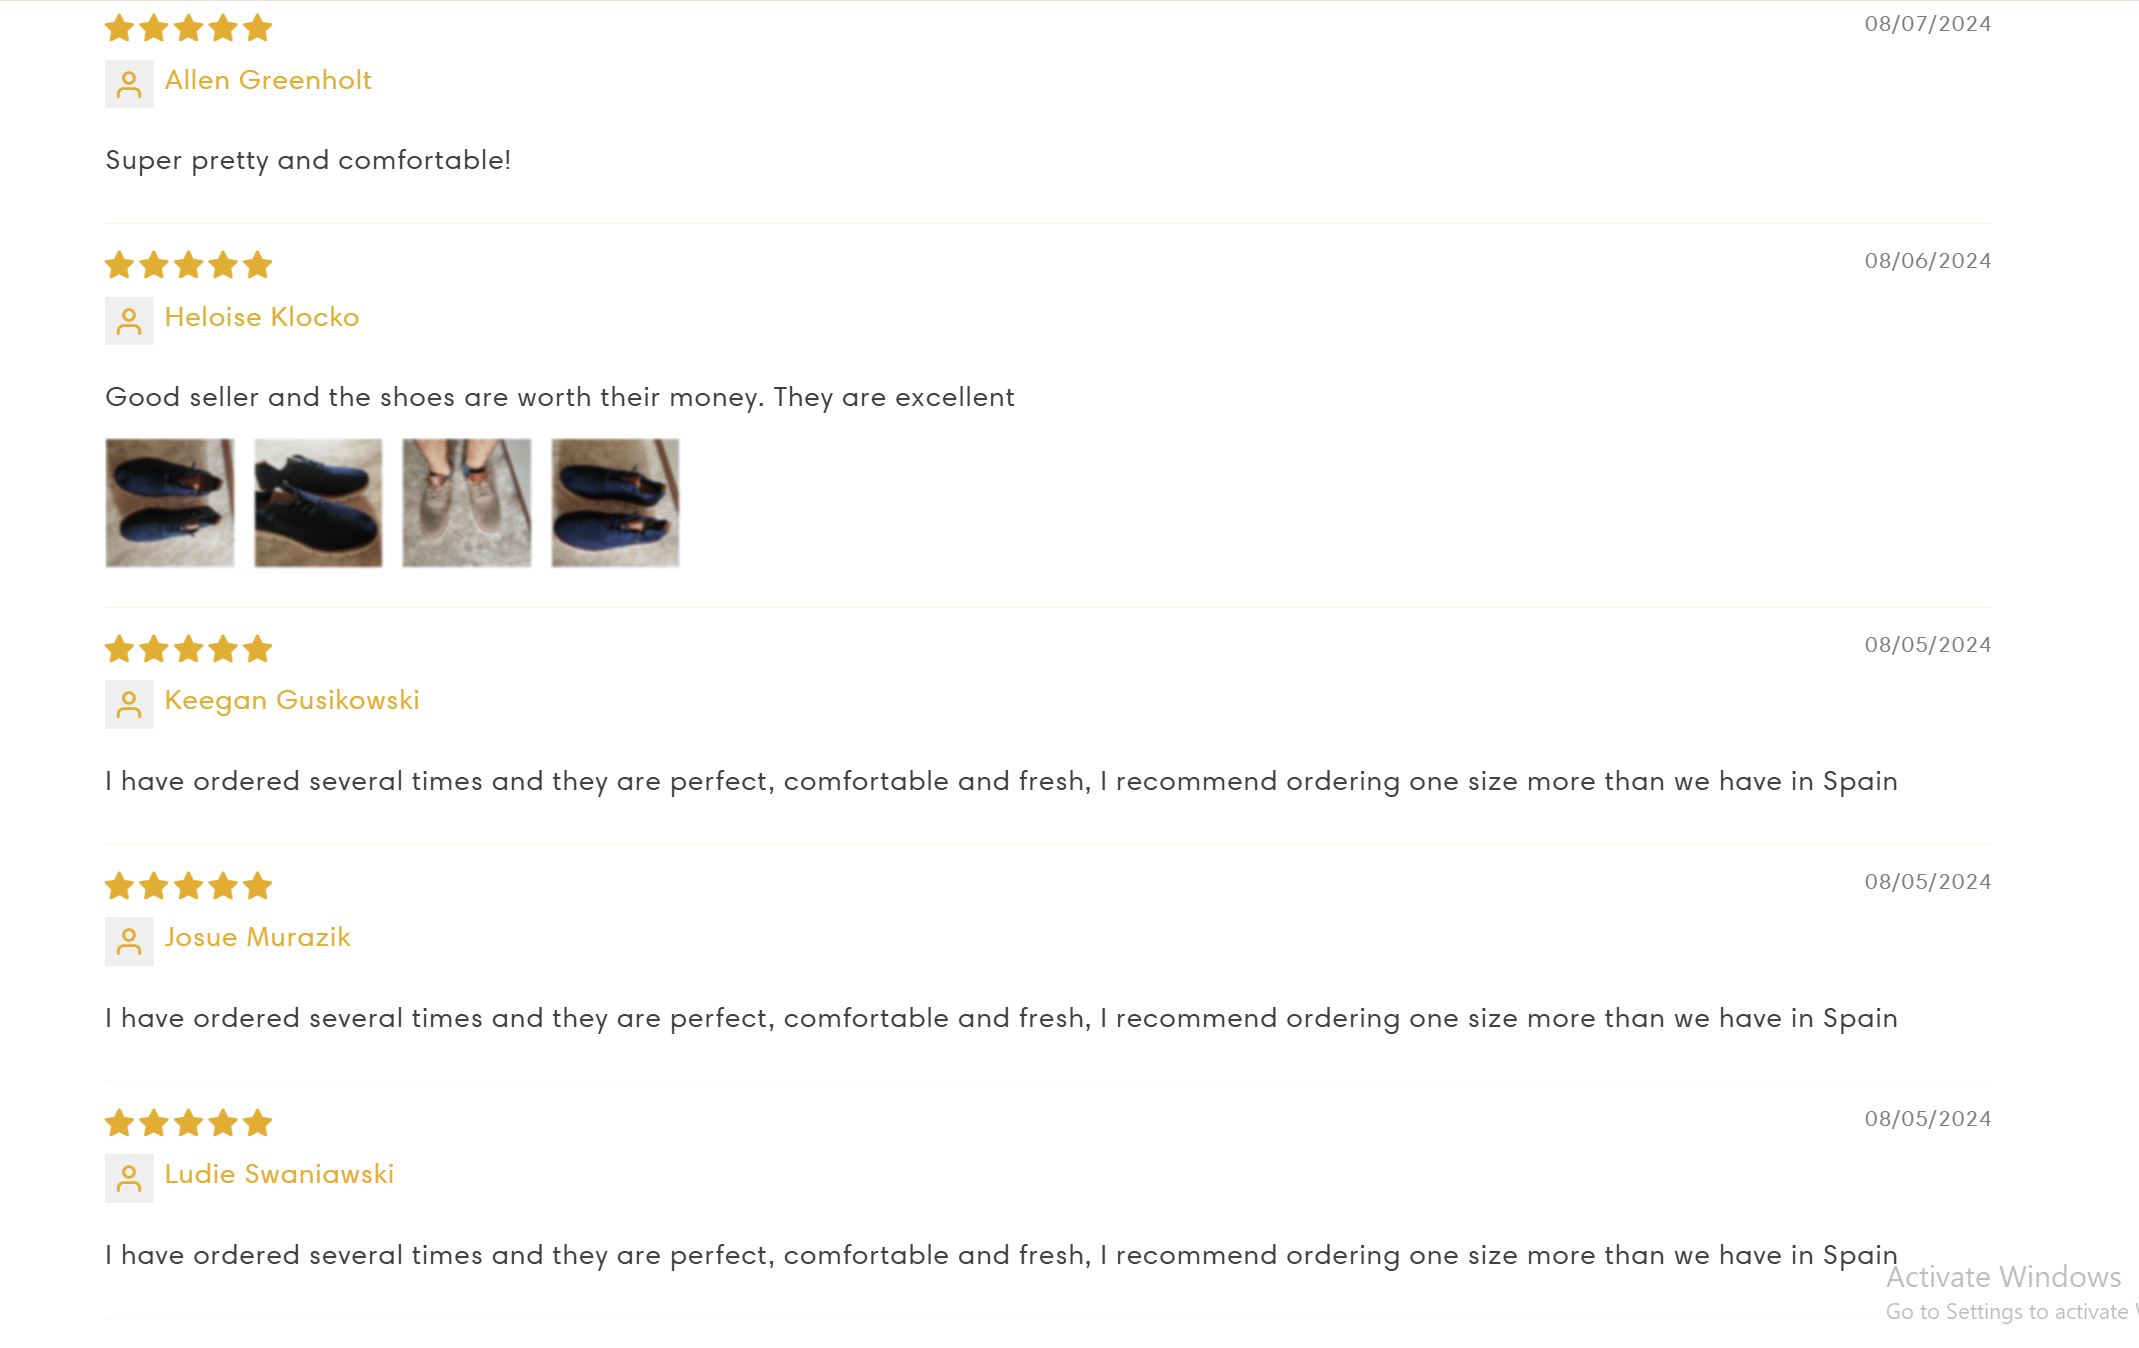 08/07/2024
Allen Greenholt
Super pretty and comfortable!
08/06/2024
Heloise Klocko
Good seller and the shoes are worth their money. They are excellent
08/05/2024
Keegan Gusikowski
I have ordered several times and they are perfect, comfortable and fresh, I recommend ordering one size more than we have in Spain
08/05/2024
Josue Murazik
I have ordered several times and they are perfect, comfortable and fresh, I recommend ordering one size more than we have in Spain
08/05/2024
Ludie Swaniawski
I have ordered several times and they are perfect, comfortable and fresh, I recommend ordering one size more than we have in Spain
Activate Windows
Go to Settings to activate